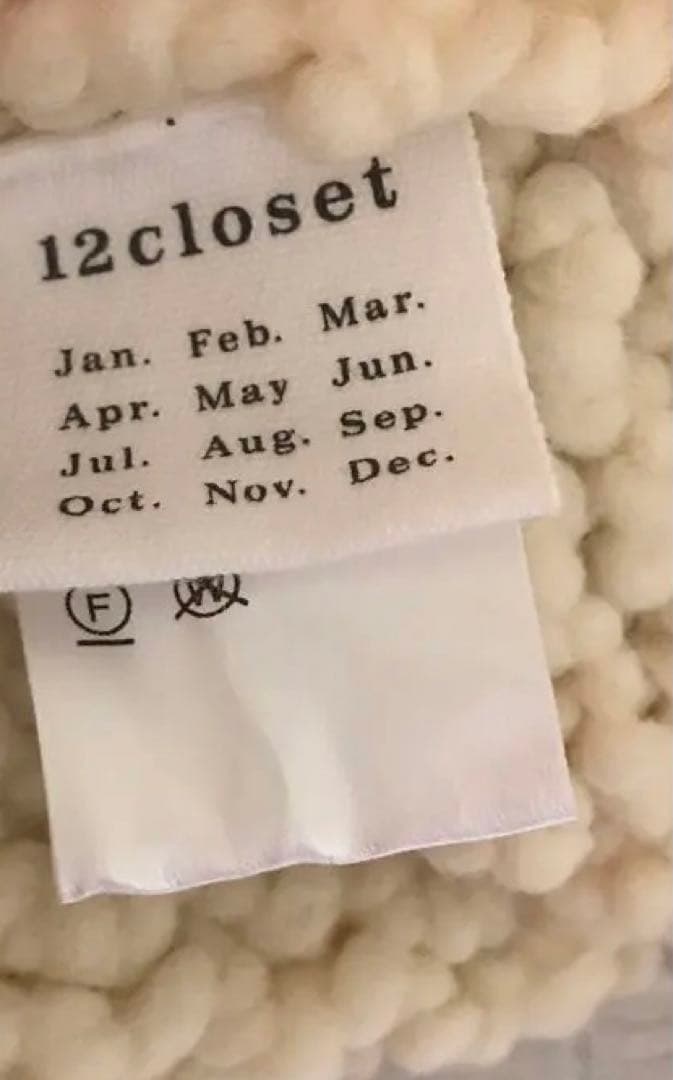 12closet
Jan. Feb. Mar.
Apr. May Jun.
Jul. Aug. Sep.
Oct. Nov. Dec.
F W